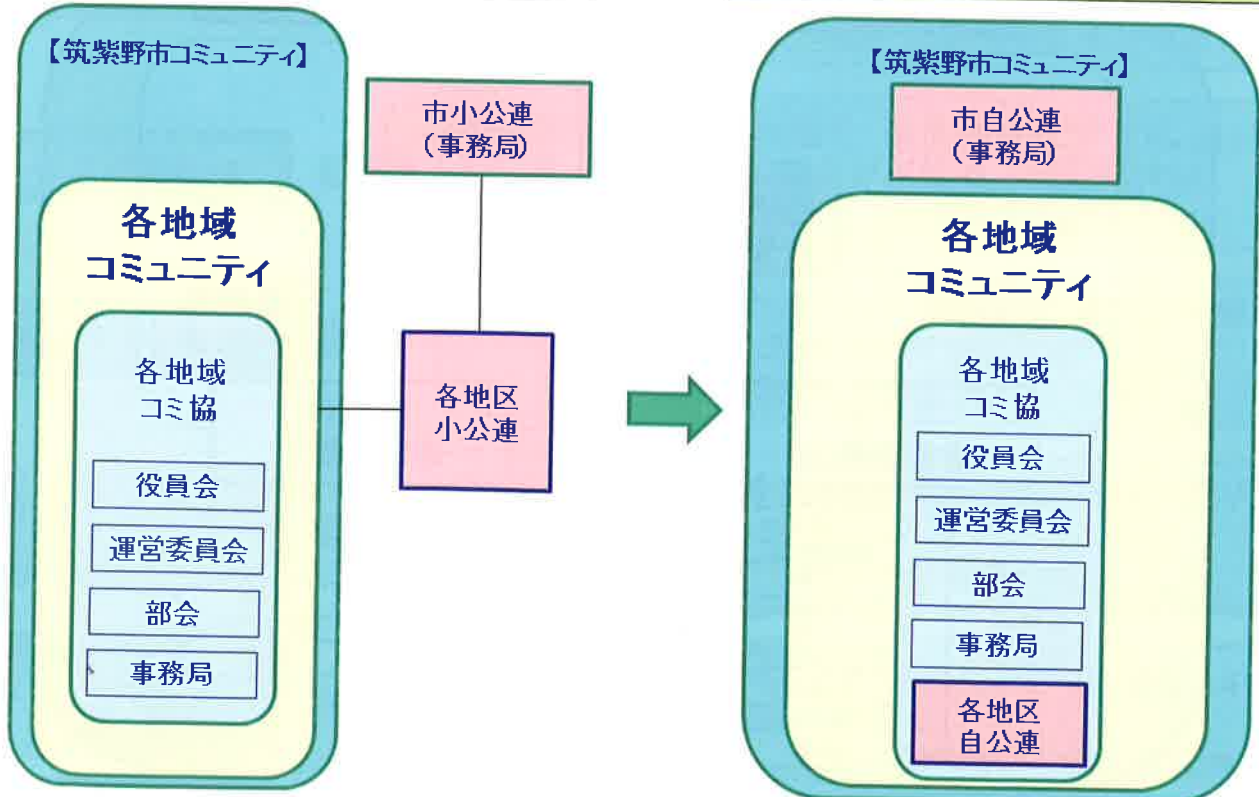 【筑紫野市コミュニティ】
市小公連
(事務局)
各地域
コミュニティ
各地域
コミ協
役員会
運営委員会
部会
事務局
各地区
小公連
【筑紫野市コミュニティ】
市自公連
(事務局)
各地域
コミュニティ
各地域
コミ協
役員会
運営委員会
部会
事務局
各地区
自公連